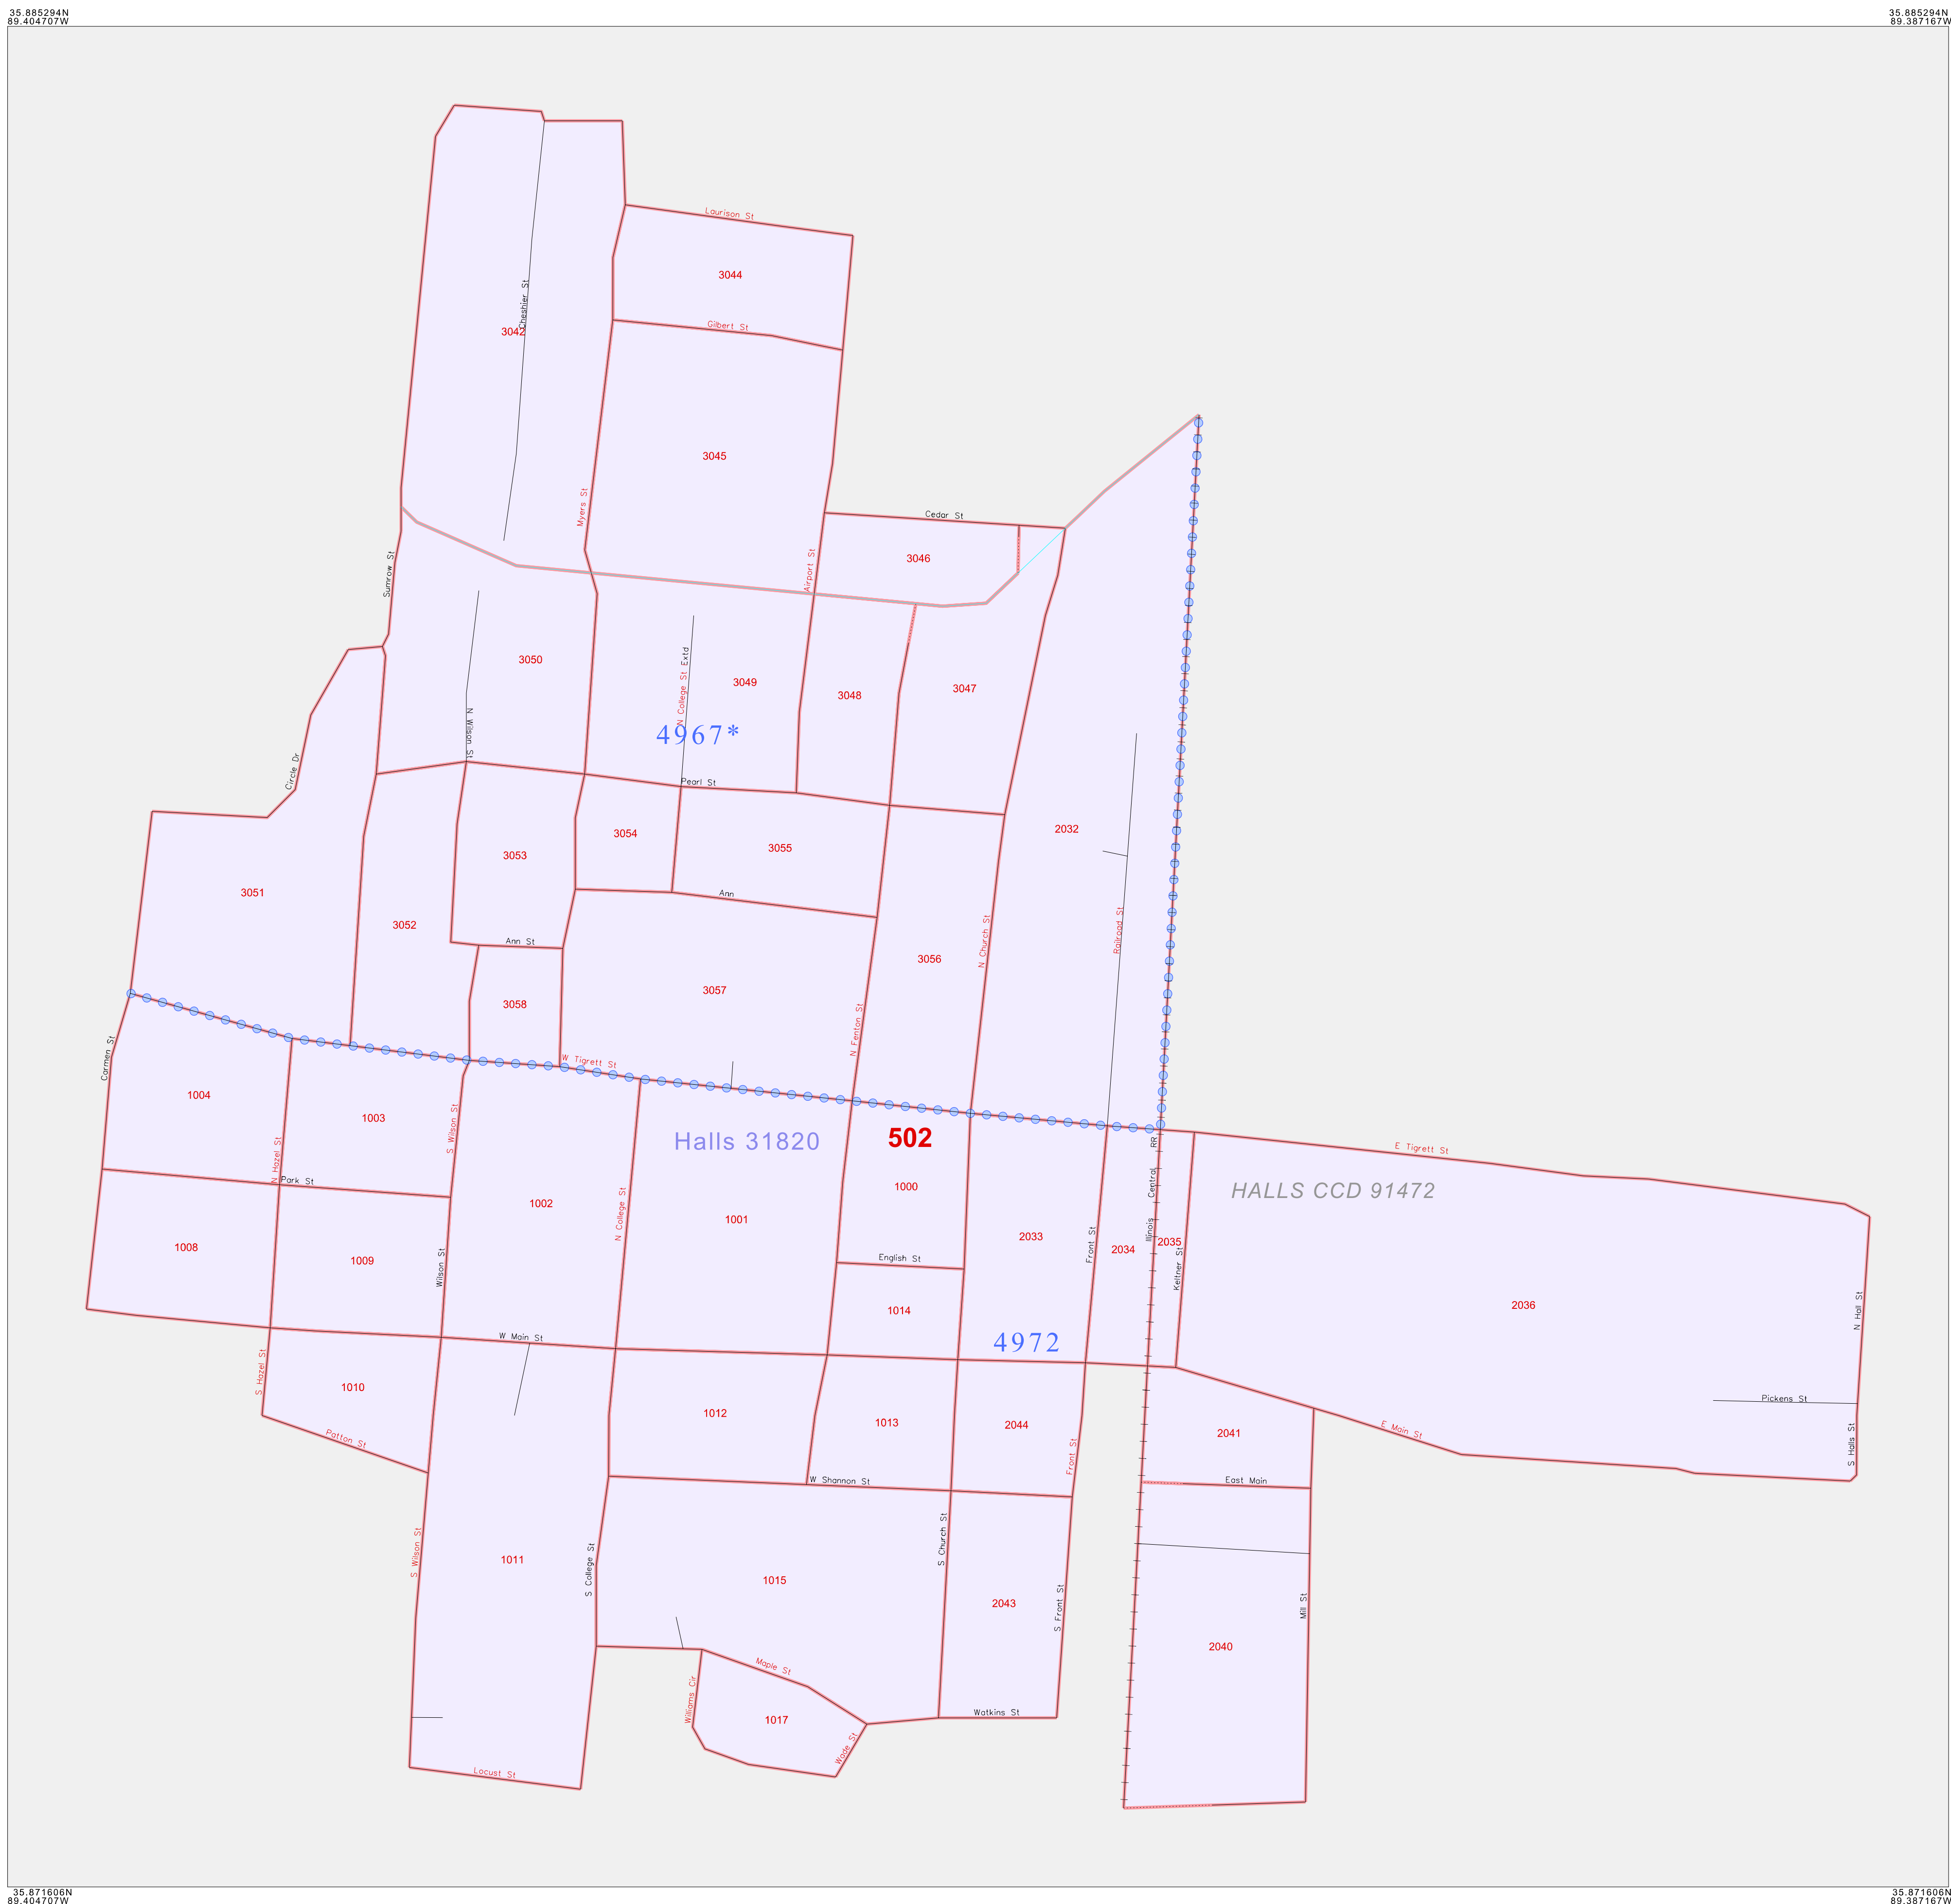 35.885294N
89.404707W
35.885294N
89.387167W
Laurison St
3044
Cheshier St
3042
Gilbert St
3045
Myers St
Cedar St
3046
Airport St
Sumrow St
3050
N College St Extd
3049
3048
3047
N Wilson St
4967*
Circle Dr
Pearl St
2032
3053
3054
3055
3051
3052
Ann
Ann St
3056
N Church St
Railroad St
3057
3058
N Fenton St
W Tigrett St
Carmen St
1004
1003
S Wilson St
Halls 31820
502
Illinois Central RR
E Tigrett St
N Hazel St
Park St
HALLS CCD 91472
1000
1002
N College St
1001
2033
Front St
2034
2035
Keltner St
1008
1009
Wilson St
English St
1014
2036
N Hall St
W Main St
4972
S Hazel St
1010
Pickens St
1012
1013
2044
Front St
2041
E Main St
S Halls St
Patton St
W Shannon St
East Main
S Wilson St
1011
S College St
1015
S Church St
2043
S Front St
Mill St
2040
Maple St
Williams Cir
1017
Wade St
Watkins St
Locust St
35.871606N
89.404707W
35.871606N
89.387167W